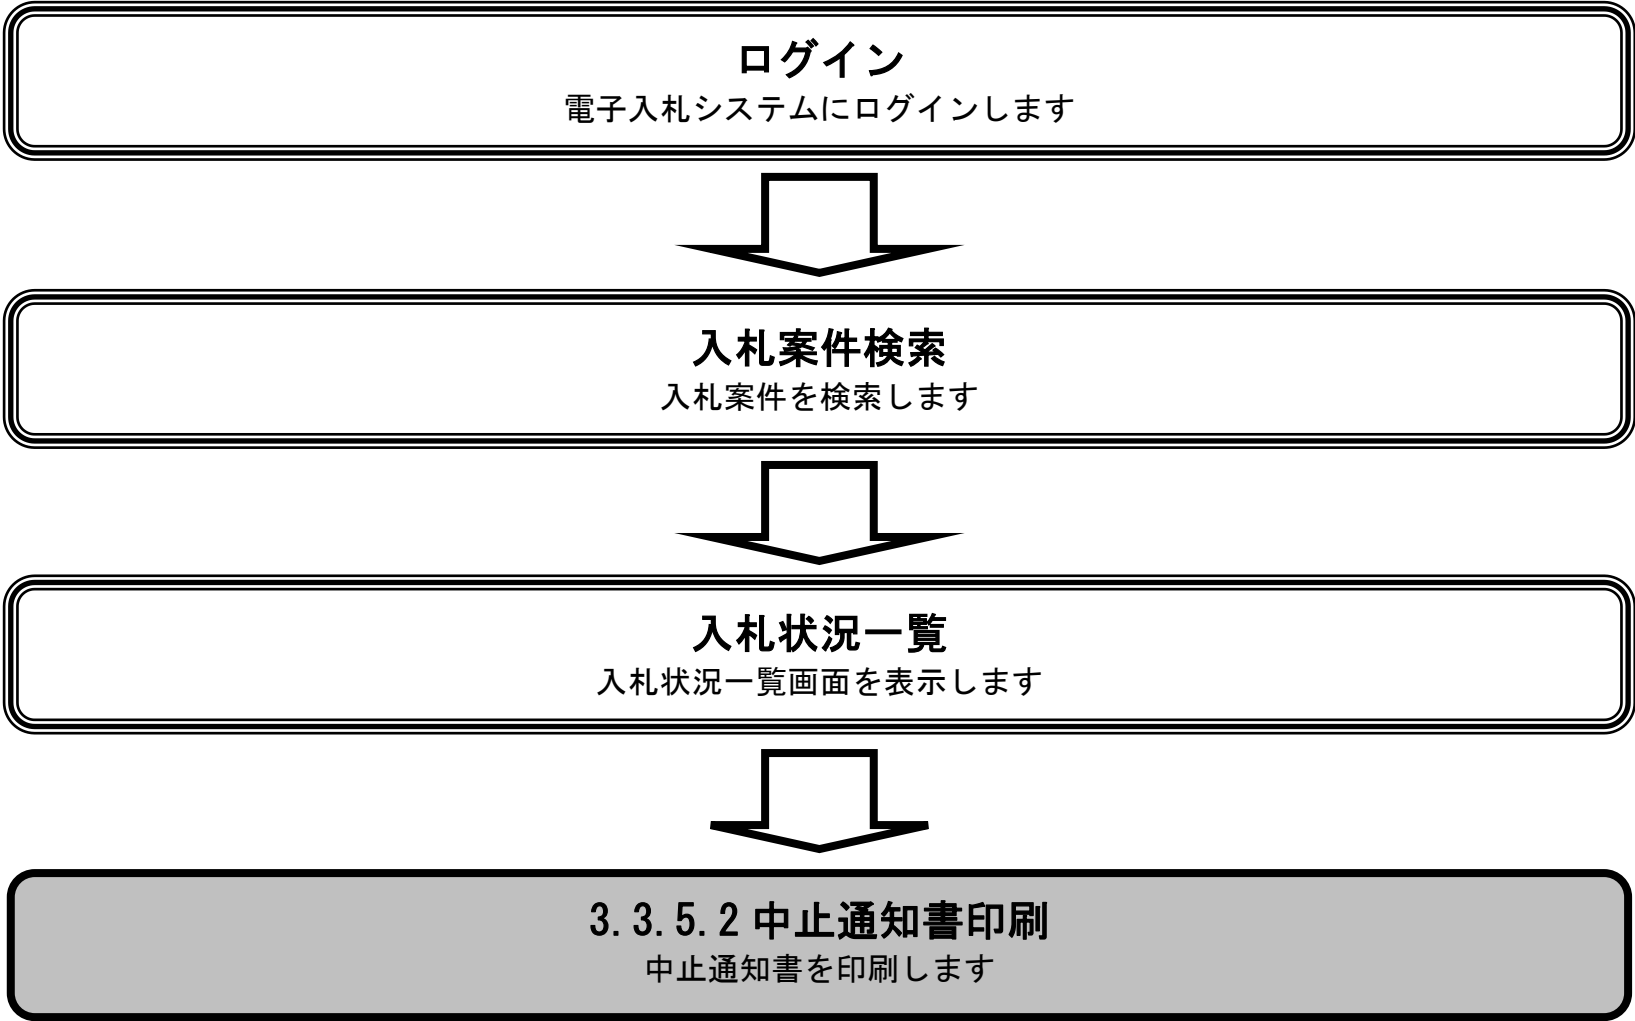 ログイン
電子入札システムにログインします
入札案件検索
入札案件を検索します
入札状況一覧
入札状況一覧画面を表示します
3.3.5.2 中止通知書印刷
中止通知書を印刷します